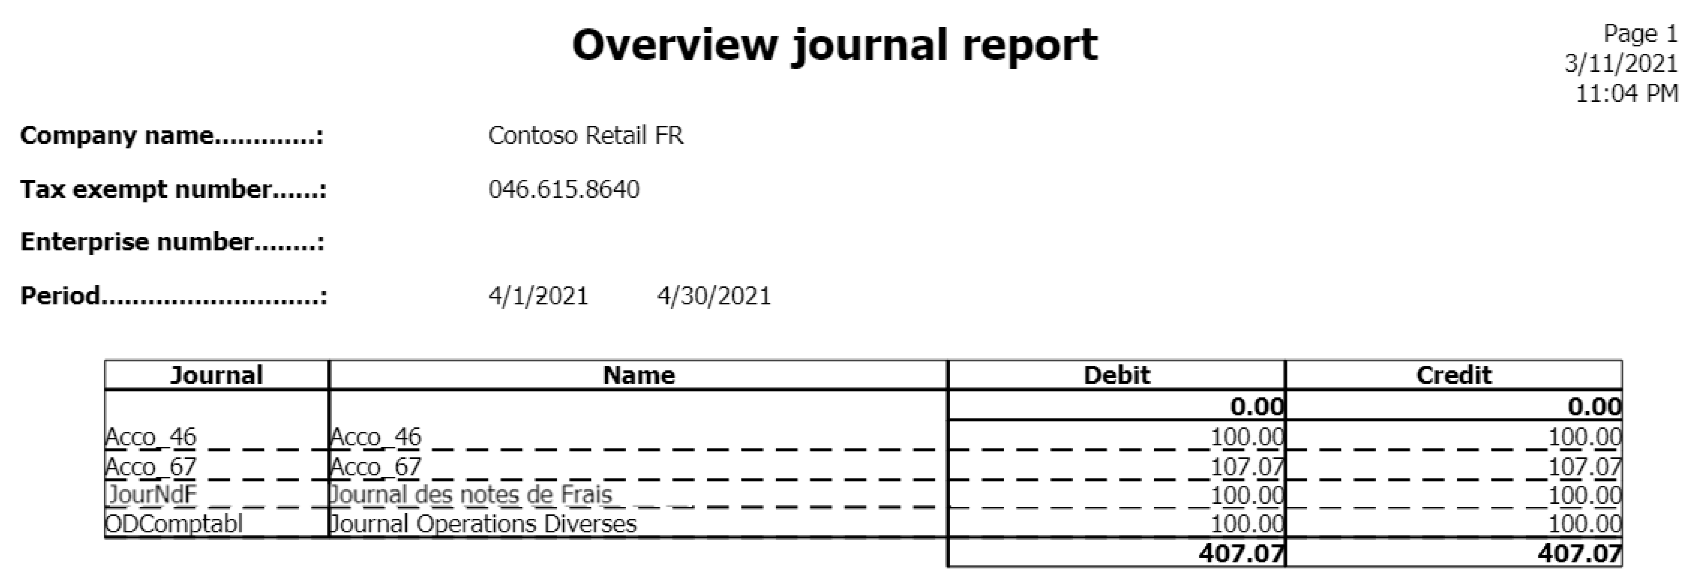 Overview journal report
Page 1
3/11/2021
11:04 PM
Company name.............: Contoso Retail FR
Tax exempt number......: 046.615.8640
Enterprise number........:
Period............................: 4/1/2021 4/30/2021
Journal Name Debit Credit
0.00 0.00
Acco_46 Acco_46 100.00 100.00
Acco_67 Acco_67 107.07 107.07
JourNdF Journal des notes de Frais 100.00 100.00
ODComptabl Journal Operations Diverses 100.00 100.00
407.07 407.07